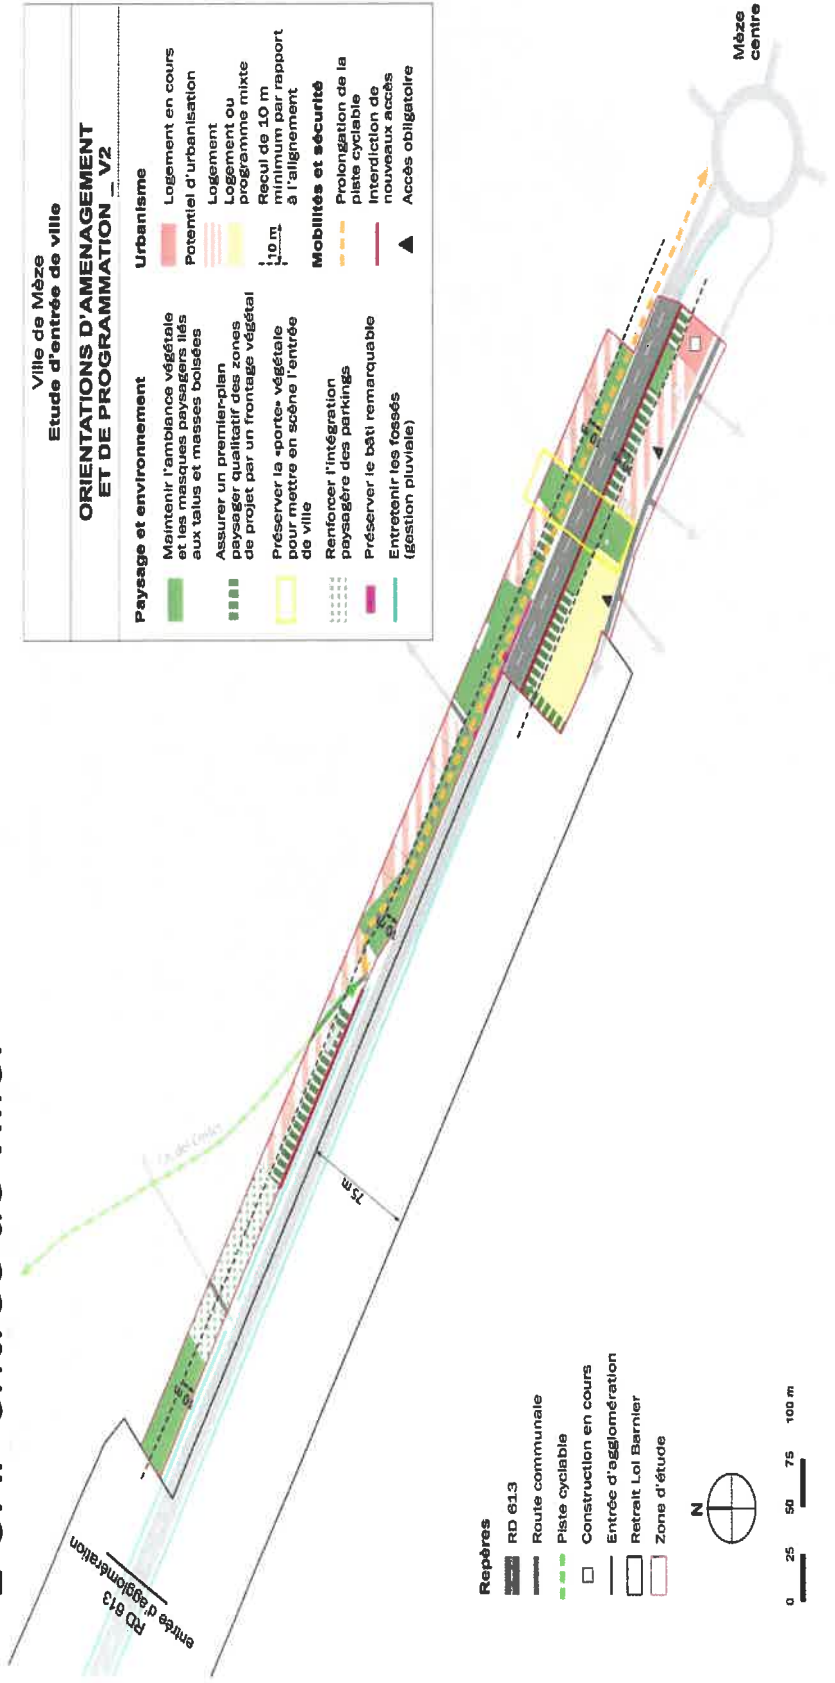 Ville de Mèze
Etude d'entrée de ville
ORIENTATIONS D'AMENAGEMENT
ET DE PROGRAMMATION _ V2
Paysage et environnement
Maintenir l'ambiance végétale
et les masques paysagers liés
aux talus et masses boisées
Assurer un premier-plan
paysager qualitatif des zones
de projet par un frontage végétal
Préserver la «porte» végétale
pour mettre en scène l'entrée
de ville
Renforcer l'intégration
paysagère des parkings
Préserver le bâti remarquable
Entretenir les fossés
(gestion pluviale)
Urbanisme
Logement en cours
Potentiel d'urbanisation
Logement
Logement ou
programme mixte
10 m
Recul de 10 m
minimum par rapport
à l'alignement
Mobilités et sécurité
Prolongation de la
piste cyclable
Interdiction de
nouveaux accès
Accès obligatoire
Mèze
centre
75m
10 m
RD 613
entrée d'agglomération
Repères
RD 613
Route communale
Piste cyclable
Construction en cours
Entrée d'agglomération
Retrait Loi Barnier
Zone d'étude
N
0 25 50 75 100 m